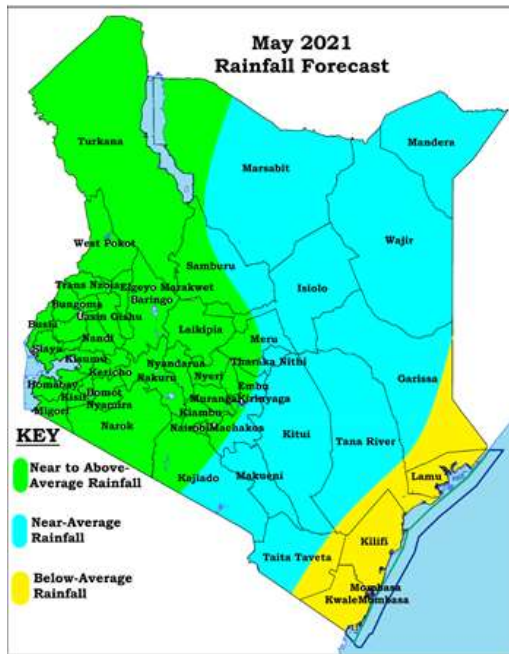 May 2021
Rainfall Forecast
Mandera
Turkana
Marsabit
Wajir
West Pokot
Samburu
Trans Nzoia
Elgeyo Marakwet
Isiolo
Baringo
Bungoma
Uasin Gishu
Busia
Laikipia
Nandi
Meru
Siaya
Kisumu
Nyandarua
Tharaka Nithi
Kericho
Nyeri
Garissa
Nakuru
Homabay
Embu
Bomot
Kisii
Muranga
Kirinyaga
Nyamira
Migori
Kiambu
Narok
Nairobi
Machakos
Kitui
Tana River
KEY
Near to Above-
Average Rainfall
Kajiado
Makueni
Lamu
Near-Average
Rainfall
Kilifi
Taita Taveta
Below-Average
Rainfall
Mombasa
Kwale
Mombasa